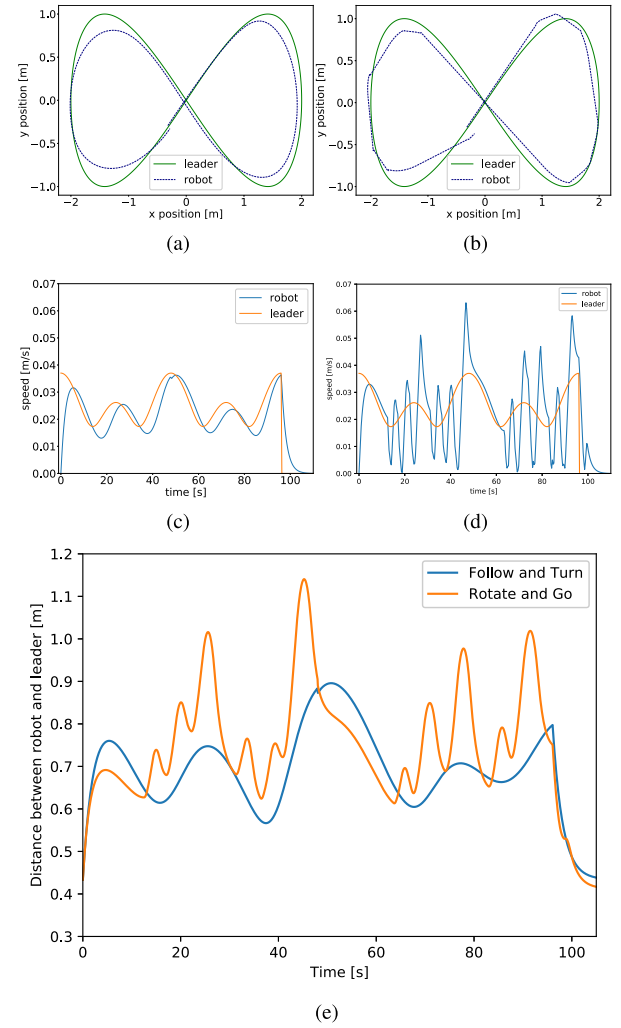 1.0
0.5
0.0
−0.5
−1.0
y position [m]
leader
robot
−2
−1
0
1
2
x position [m]
(a)
1.0
0.5
0.0
−0.5
−1.0
y position [m]
leader
robot
−2
−1
0
1
2
x position [m]
(b)
0.07
0.06
0.05
0.04
0.03
0.02
0.01
0.00
speed [m/s]
robot
leader
0
20
40
60
80
100
time [s]
(c)
0.07
0.06
0.05
0.04
0.03
0.02
0.01
0.00
speed [m/s]
robot
leader
0
20
40
60
80
100
time [s]
(d)
1.2
1.1
1.0
0.9
0.8
0.7
0.6
0.5
0.4
0.3
Distance between robot and leader [m]
Follow and Turn
Rotate and Go
0
20
40
60
80
100
Time [s]
(e)